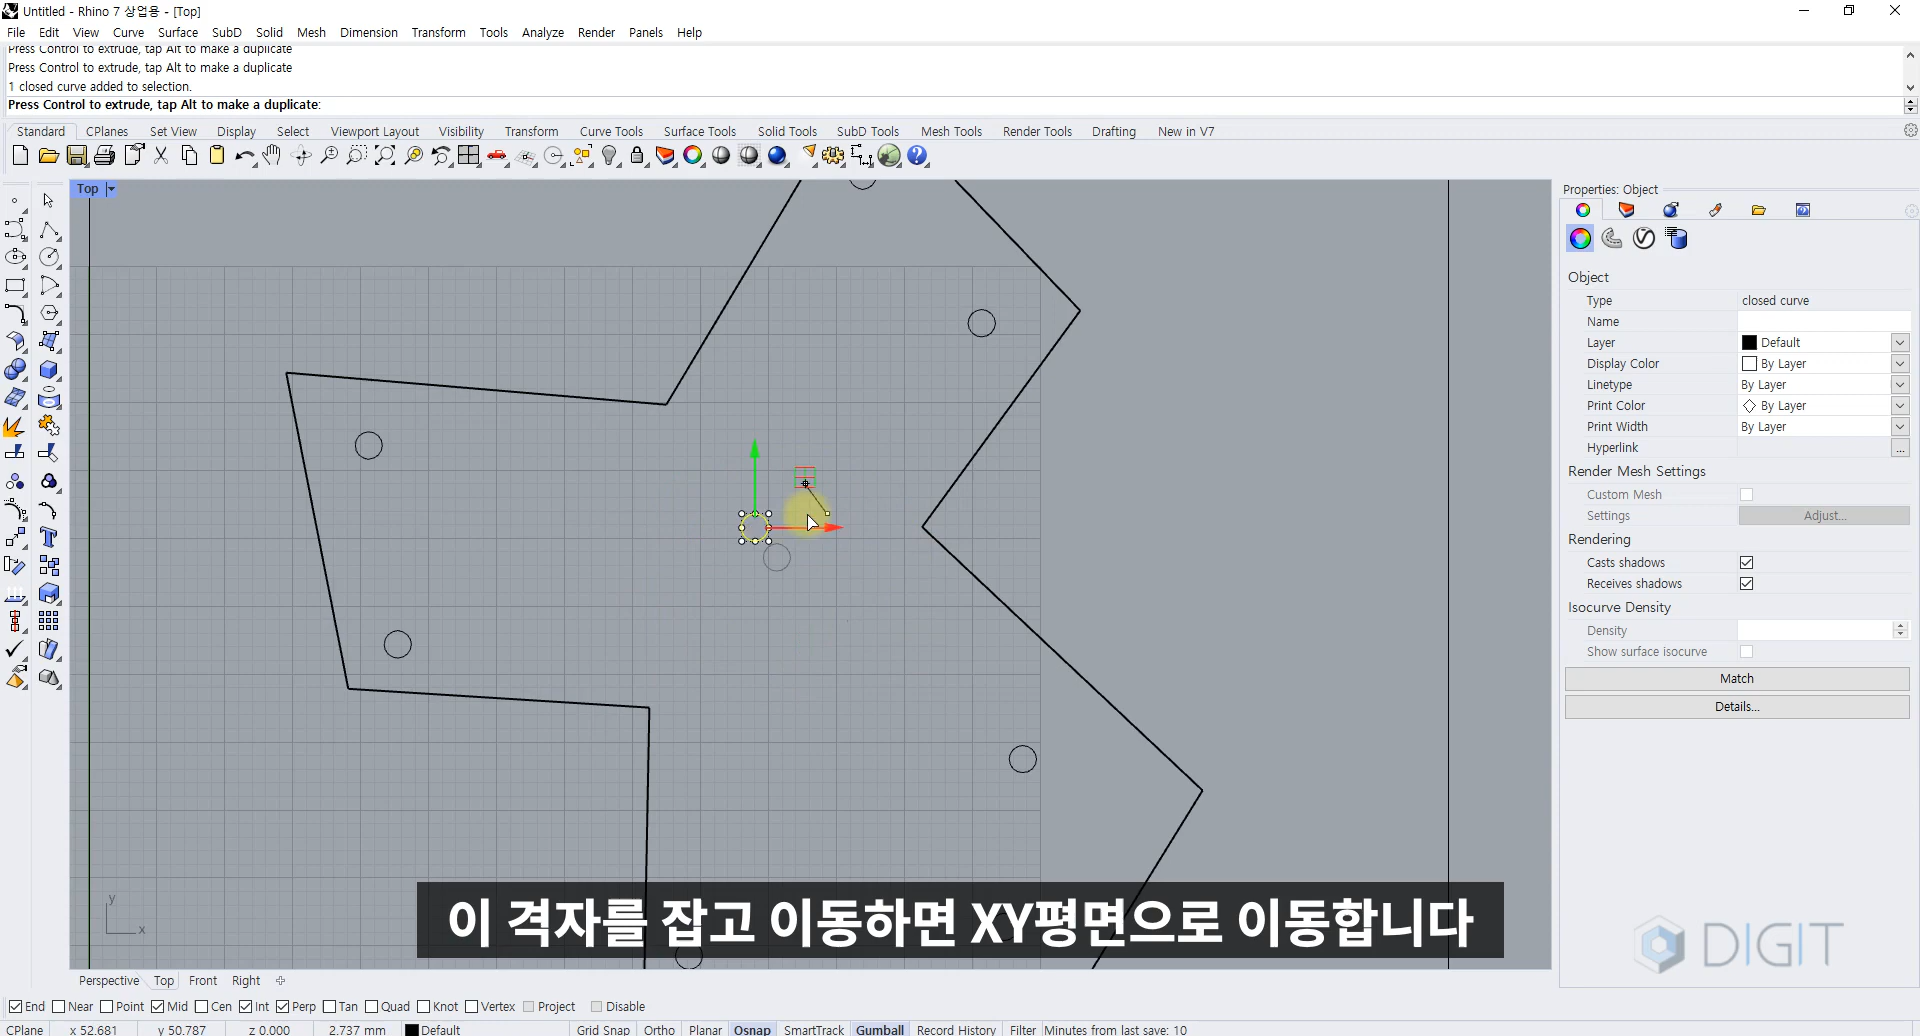 Untitled - Rhino 7 상업용 - [Top]
File Edit View Curve Surface SubD Solid Mesh Dimension Transform Tools Analyze Render Panels Help
Press Control to extrude, tap Alt to make a duplicate
Press Control to extrude, tap Alt to make a duplicate
1 closed curve added to selection.
Press Control to extrude, tap Alt to make a duplicate:
Standard CPlanes Set View Display Select Viewport Layout Visibility Transform Curve Tools Surface Tools Solid Tools SubD Tools Mesh Tools Render Tools Drafting New in V7
Top
Properties: Object
Object
Type closed curve
Name
Layer Default
Display Color By Layer
Linetype By Layer
Print Color By Layer
Print Width By Layer
Hyperlink ...
Render Mesh Settings
Custom Mesh
Settings Adjust...
Rendering
Casts shadows
Receives shadows
Isocurve Density
Density
Show surface isocurve
Match
Details...
y
x
이 격자를 잡고 이동하면 XY평면으로 이동합니다
DIGIT
Perspective Top Front Right
End Near Point Mid Cen Int Perp Tan Quad Knot Vertex Project Disable
CPlane x 52.681 y 50.787 z 0.000 2.737 mm Default Grid Snap Ortho Planar Osnap SmartTrack Gumball Record History Filter Minutes from last save: 10